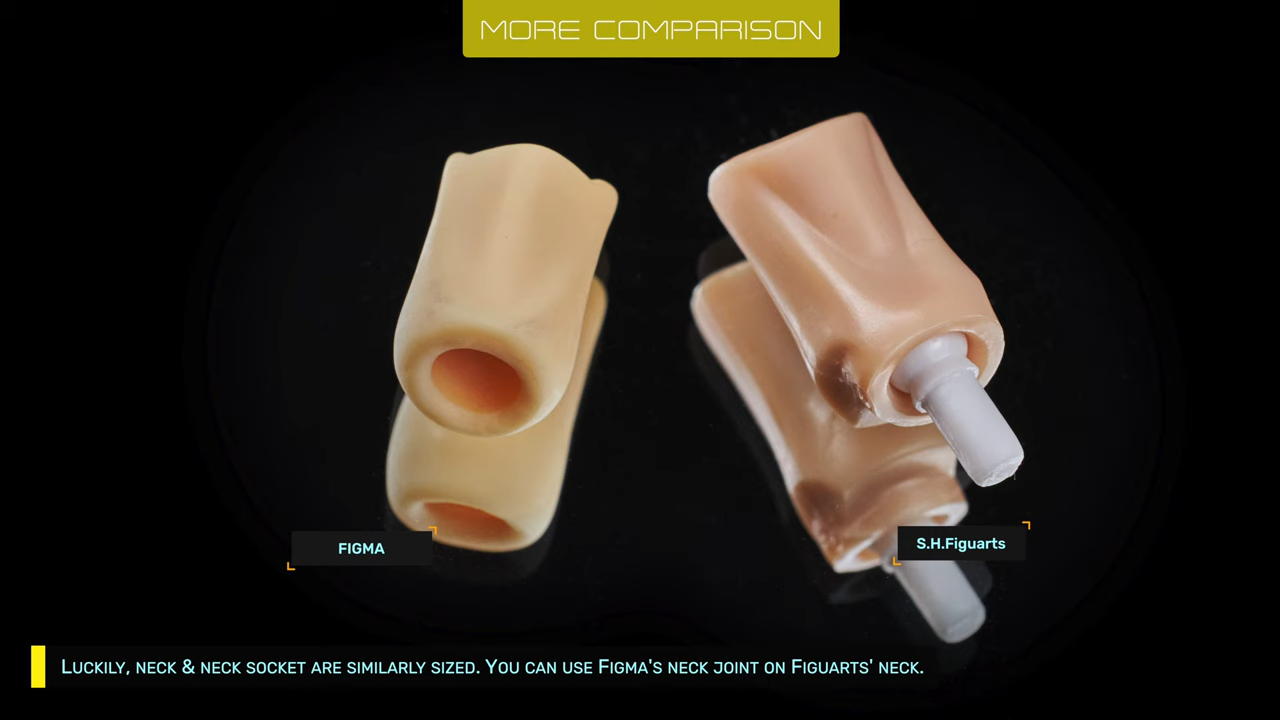 MORE COMPARISON
FIGMA
S.H.Figuarts
Luckily, neck & neck socket are similarly sized. You can use Figma's neck joint on Figuarts' neck.